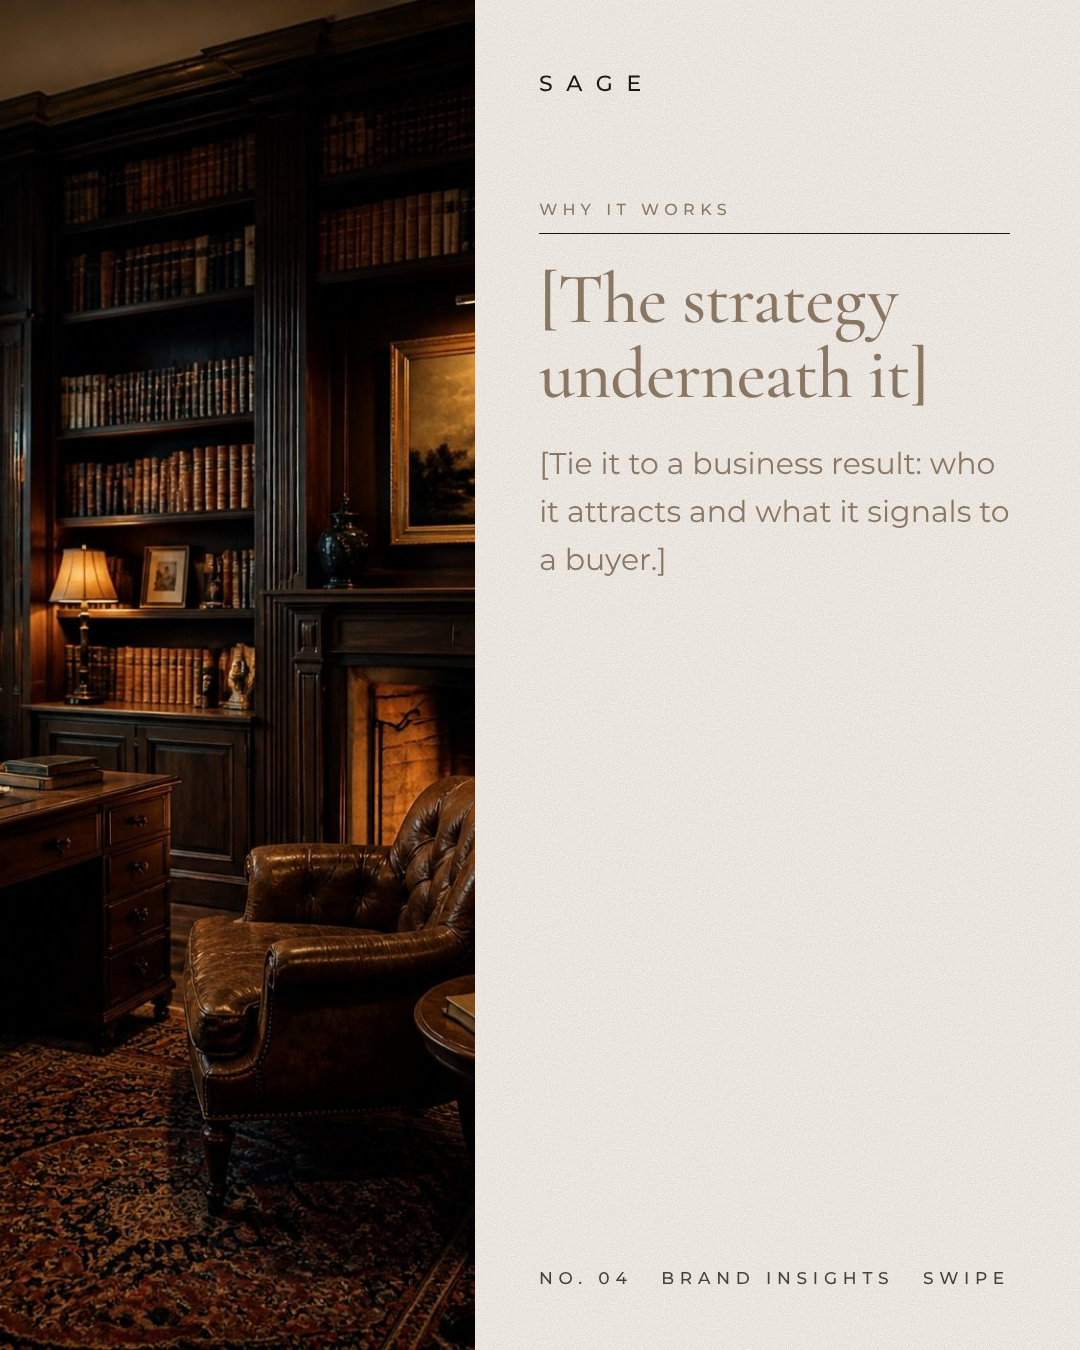 SAGE
WHY IT WORKS
[The strategy
underneath it]
[Tie it to a business result: who
it attracts and what it signals to
a buyer.]
NO. 04 BRAND INSIGHTS SWIPE